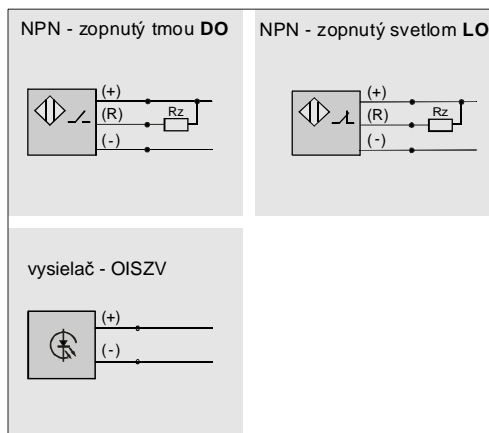 NPN - zopnutý tmou DO
(+)
(R)
Rz
(-)
NPN - zopnutý svetlom LO
(+)
(R)
Rz
(-)
vysielač - OISZV
(+)
(-)